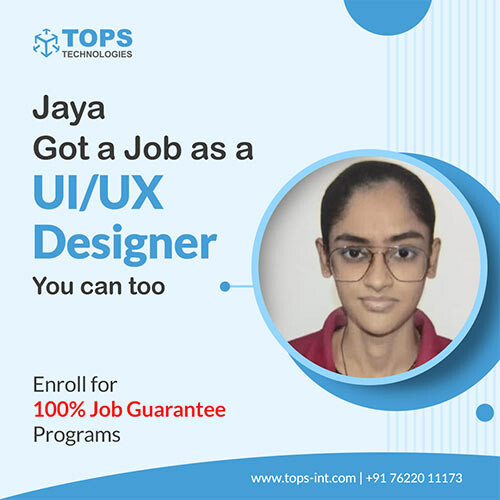 TOPS
TECHNOLOGIES
Jaya
Got a Job as a
UI/UX
Designer
You can too
Enroll for
100% Job Guarantee
Programs
www.tops-int.com | +91 76220 11173